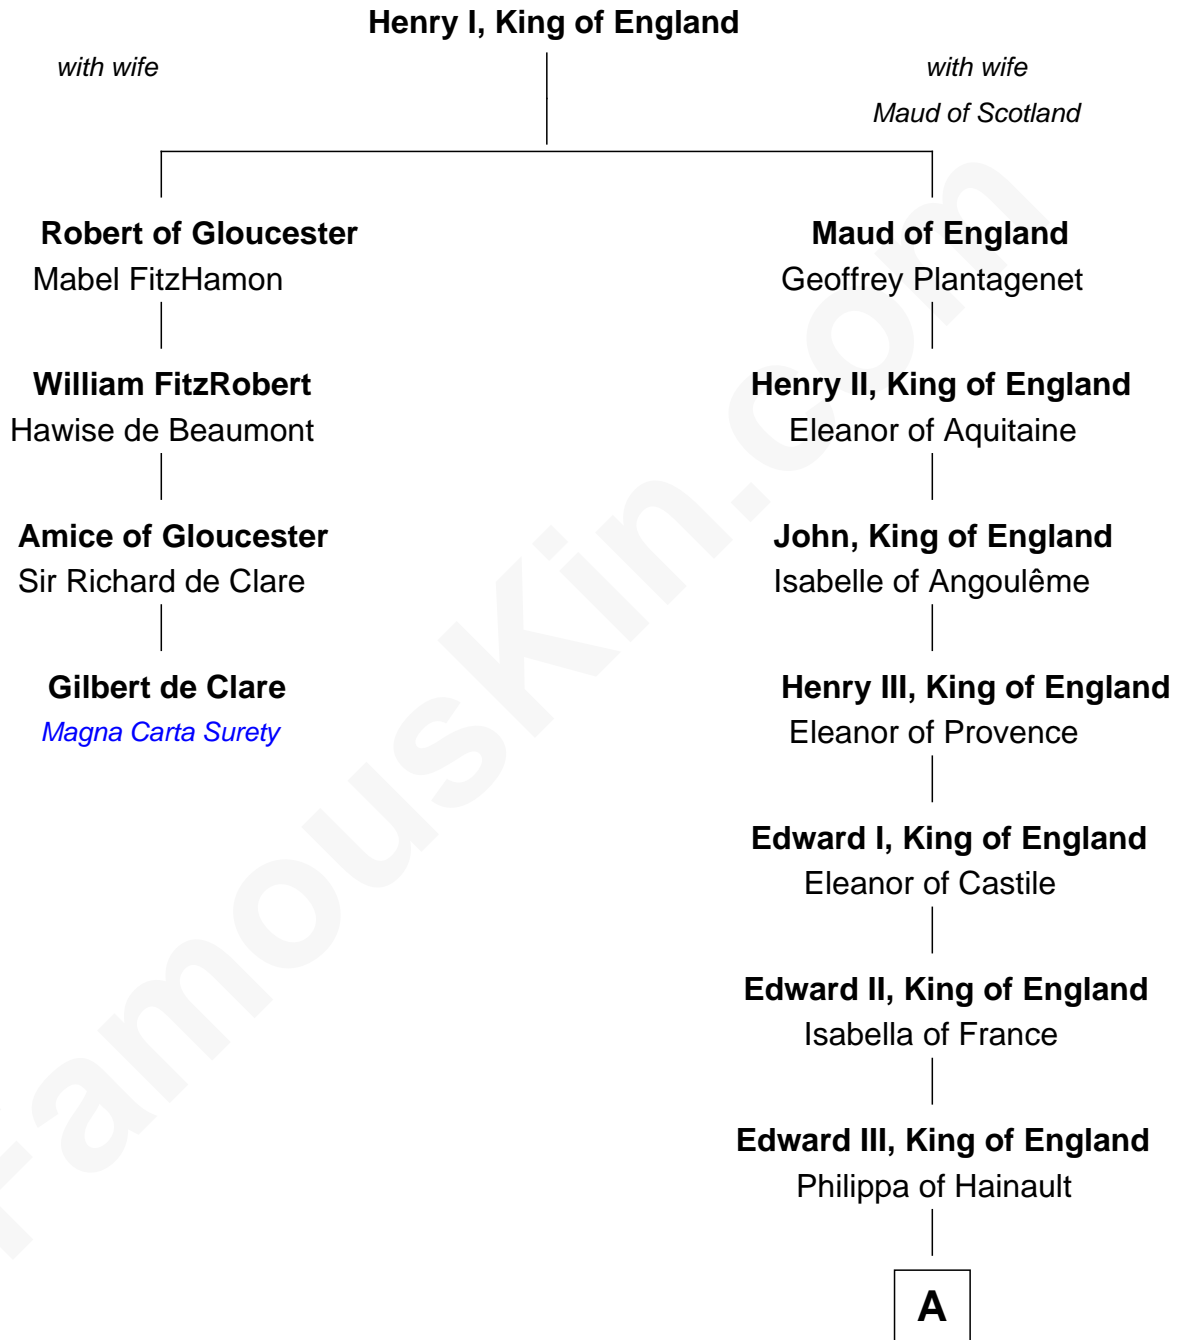 Henry I, King of England
with wife
with wife
Maud of Scotland
Robert of Gloucester
Mabel FitzHamon
William FitzRobert
Hawise de Beaumont
Amice of Gloucester
Sir Richard de Clare
Gilbert de Clare
Magna Carta Surety
Maud of England
Geoffrey Plantagenet
Henry II, King of England
Eleanor of Aquitaine
John, King of England
Isabelle of Angoulême
Henry III, King of England
Eleanor of Provence
Edward I, King of England
Eleanor of Castile
Edward II, King of England
Isabella of France
Edward III, King of England
Philippa of Hainault
A
FamousKin.com